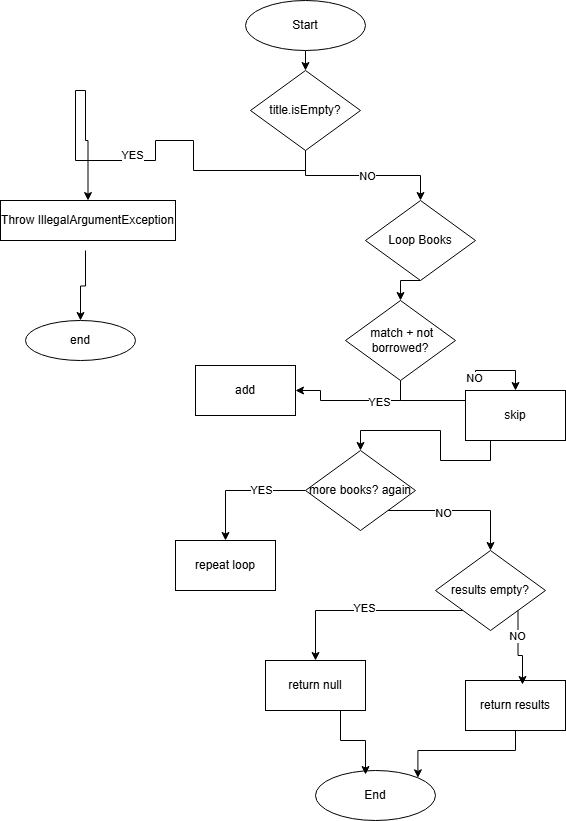 Start
title.isEmpty?
YES
NO
Throw IllegalArgumentException
Loop Books
end
match + not
borrowed?
NO
add
YES
skip
more books? again
YES
NO
repeat loop
results empty?
YES
NO
return null
return results
End